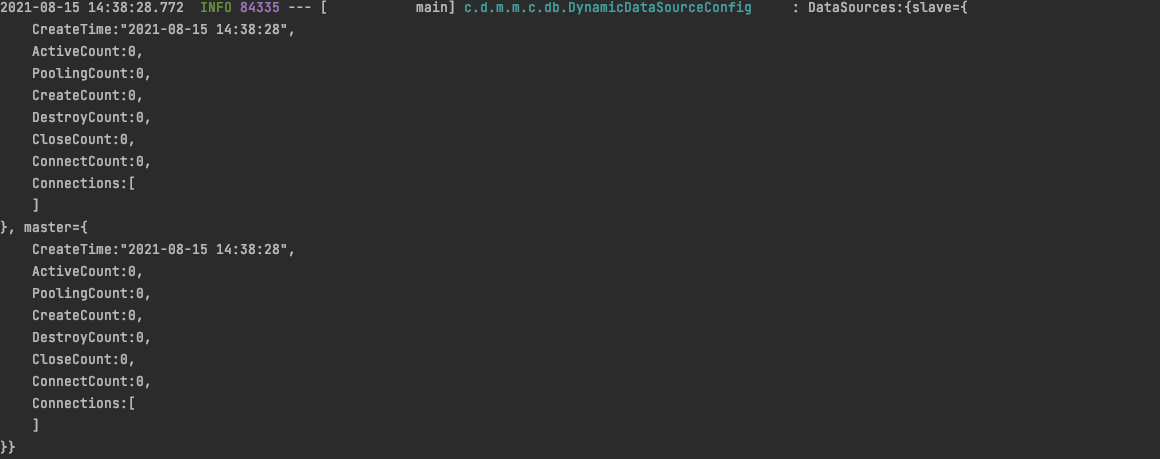 2021-08-15 14:38:28.772  INFO 84335 --- [           main] c.d.m.m.c.db.DynamicDataSourceConfig     : DataSources:{slave={
    CreateTime:"2021-08-15 14:38:28",
    ActiveCount:0,
    PoolingCount:0,
    CreateCount:0,
    DestroyCount:0,
    CloseCount:0,
    ConnectCount:0,
    Connections:[
    ]
}, master={
    CreateTime:"2021-08-15 14:38:28",
    ActiveCount:0,
    PoolingCount:0,
    CreateCount:0,
    DestroyCount:0,
    CloseCount:0,
    ConnectCount:0,
    Connections:[
    ]
}}